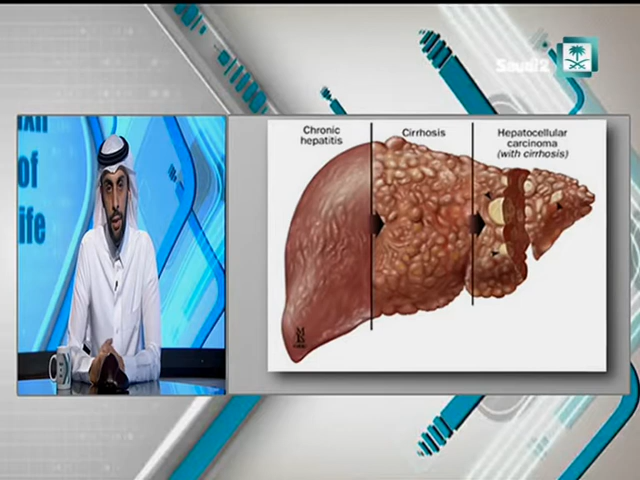 Saudi2
of
ife
Chronic
hepatitis
Cirrhosis
Hepatocellular
carcinoma
(with cirrhosis)